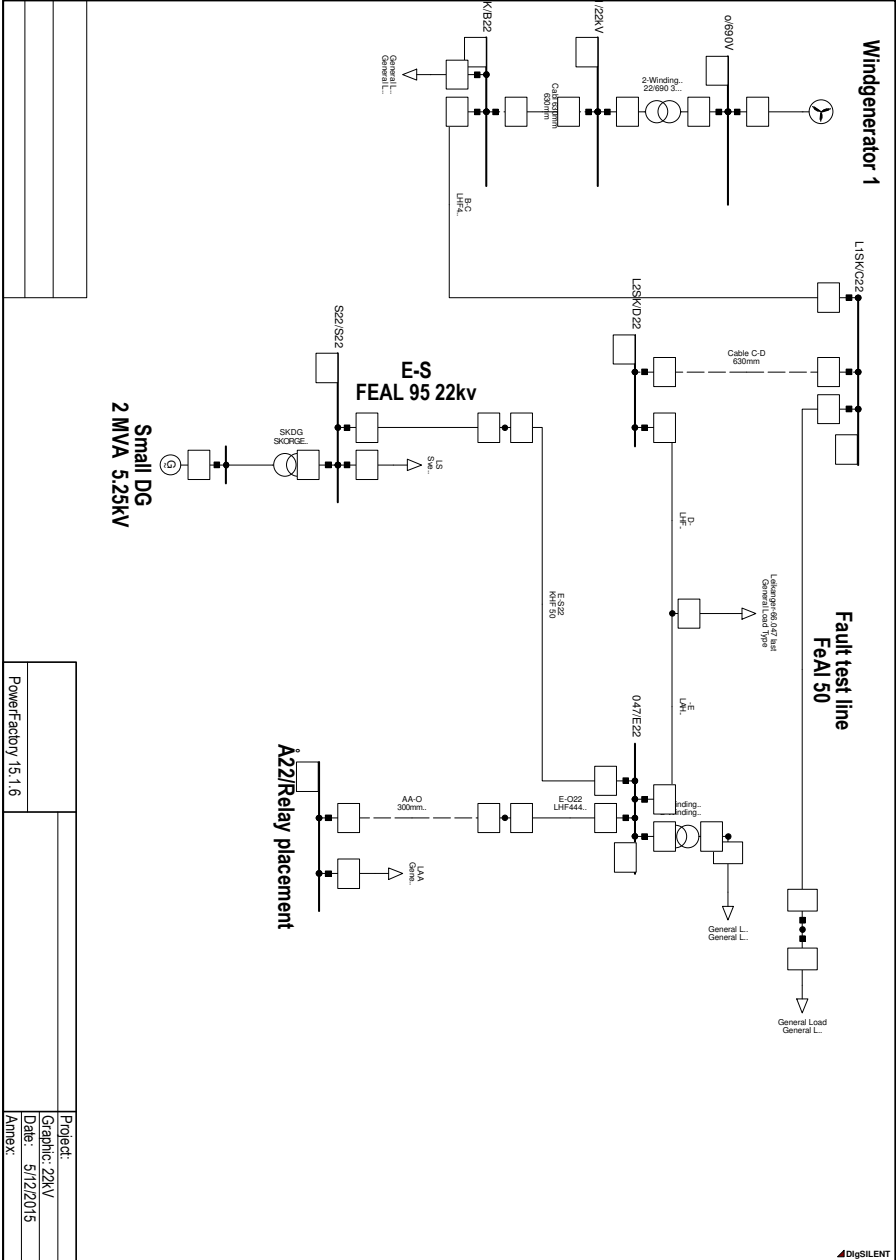 Windgenerator 1
o/690V
2-Winding..
22/690 3...
/22kV
Cabl 630mm
630mm
K/B22
General L..
General L..
B-C
LHF4..
L1SK/C22
Cable C-D
630mm
L2SK/D22
S22/S22
E-S
FEAL 95 22kv
SKDG
SKORGE..
LS
Sve..
Small DG
2 MVA 5.25kV
G
~
D-
LHF..
Leikanger-66.047 last
General Load Type
-E
LAH..
E-S22
KHF 50
Fault test line
FeAl 50
047/E22
inding..
inding..
General L..
General L..
E-O22
LHF444..
AA-O
300mm..
Å22/Relay placement
LAA
Gene..
General Load
General L..
PowerFactory 15.1.6
Project:
Graphic: 22kV
Date: 5/12/2015
Annex:
DIgSILENT